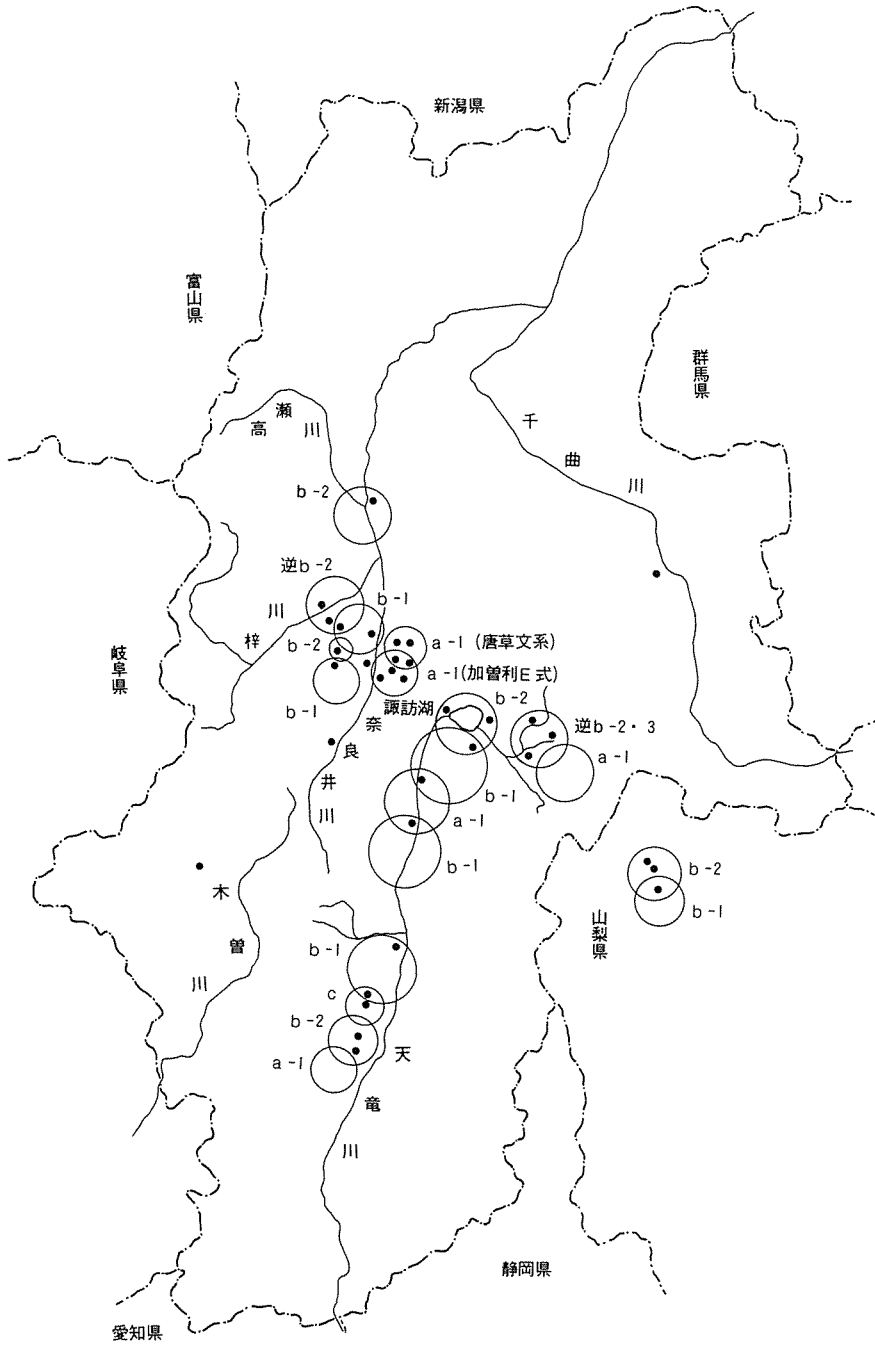 新潟県
富山県
群馬県
高瀬川
千曲川
b-2
逆b-2
b-1
梓川
b-2
a-1 (唐草文系)
a-1(加曽利E式)
岐阜県
b-1
諏訪湖
b-2
逆b-2・3
奈良井川
a-1
b-1
a-1
b-1
b-2
b-1
木曽川
山梨県
b-1
c
b-2
a-1
天竜川
静岡県
愛知県